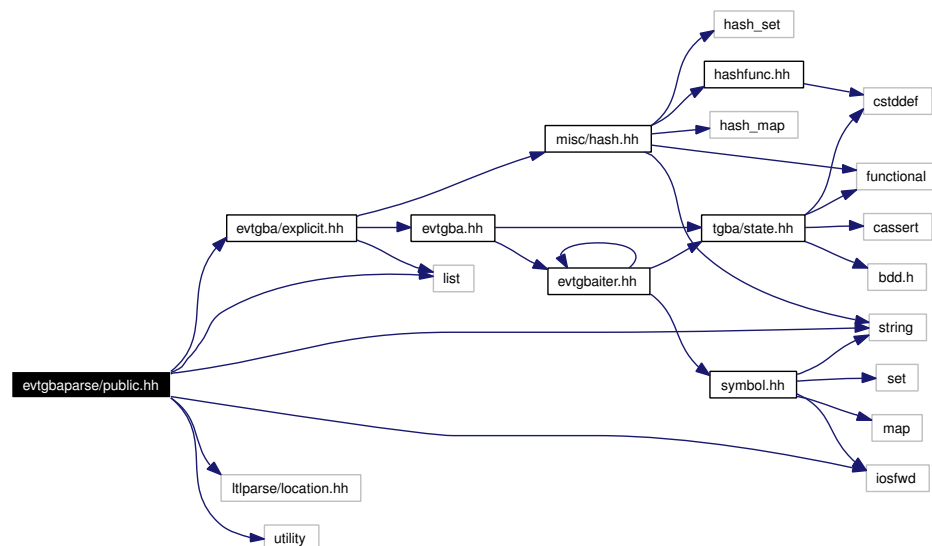 hash_set
hashfunc.hh
cstddef
hash_map
misc/hash.hh
functional
evtgba/explicit.hh
evtgba.hh
tgba/state.hh
cassert
list
evtgbaiter.hh
bdd.h
string
evtgbaparse/public.hh
symbol.hh
set
map
iosfwd
ltlparse/location.hh
utility